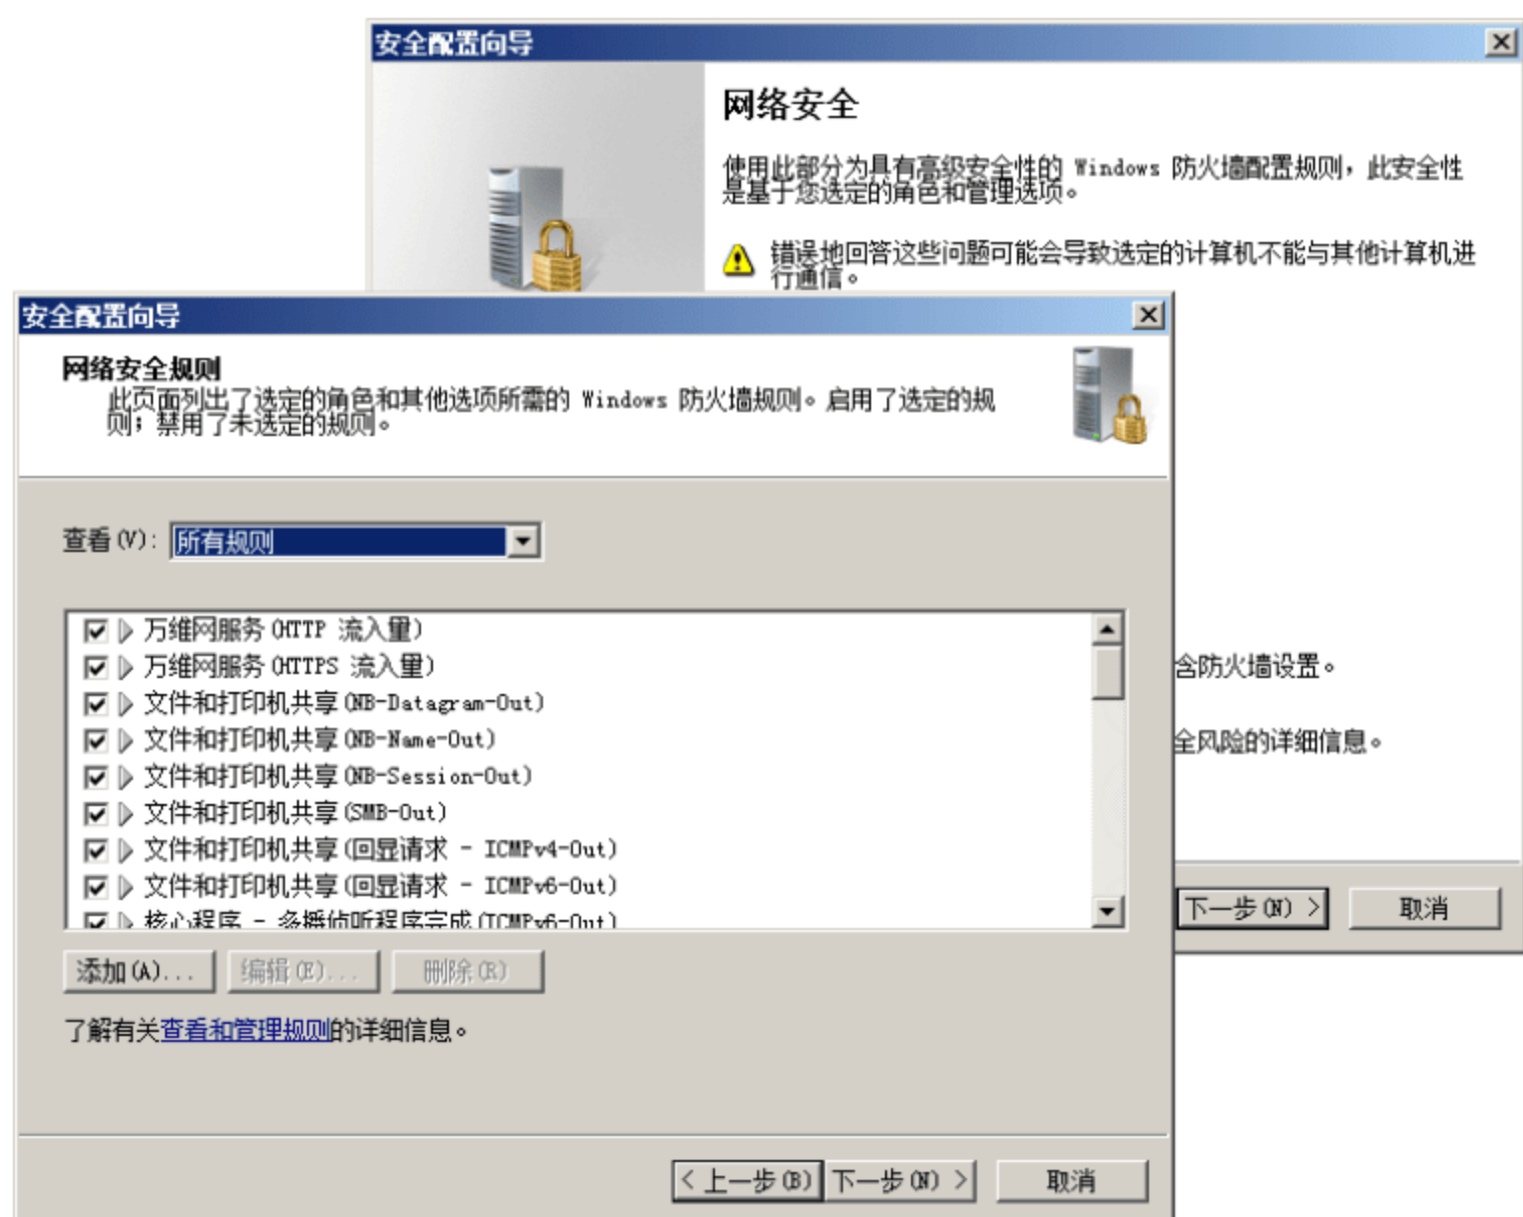 安全配置向导
网络安全
使用此部分为具有高级安全性的 Windows 防火墙配置规则，此安全性
是基于您选定的角色和管理选项。
错误地回答这些问题可能会导致选定的计算机不能与其他计算机进
行通信。
含防火墙设置。
全风险的详细信息。
下一步(N) >
取消
安全配置向导
网络安全规则
此页面列出了选定的角色和其他选项所需的 Windows 防火墙规则。启用了选定的规
则；禁用了未选定的规则。
查看(V): 所有规则
万维网服务(HTTP 流入量)
万维网服务(HTTPS 流入量)
文件和打印机共享(NB-Datagram-Out)
文件和打印机共享(NB-Name-Out)
文件和打印机共享(NB-Session-Out)
文件和打印机共享(SMB-Out)
文件和打印机共享(回显请求 - ICMPv4-Out)
文件和打印机共享(回显请求 - ICMPv6-Out)
核心程序 - 多播侦听程序完成(ICMPv6-Out)
添加(A)... 编辑(E)... 删除(R)
了解有关查看和管理规则的详细信息。
< 上一步(B) 下一步(N) > 取消